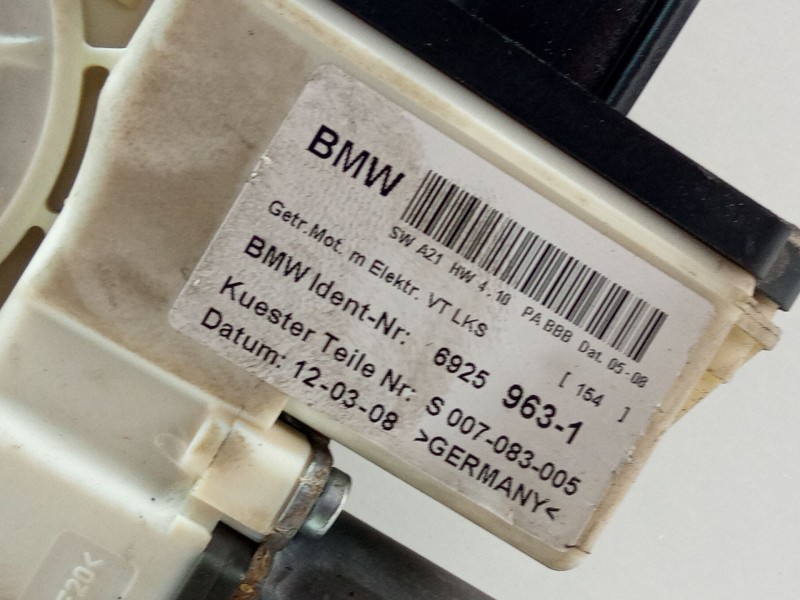 BMW
SW A21 HW 4.10 PA BBB Dat. 05-08
Getr.Mot. m Elektr. VT LKS [ 154 ]
BMW Ident-Nr: 6925 963-1
Kuester Teile Nr: S 007-083-005
Datum: 12-03-08 >GERMANY<